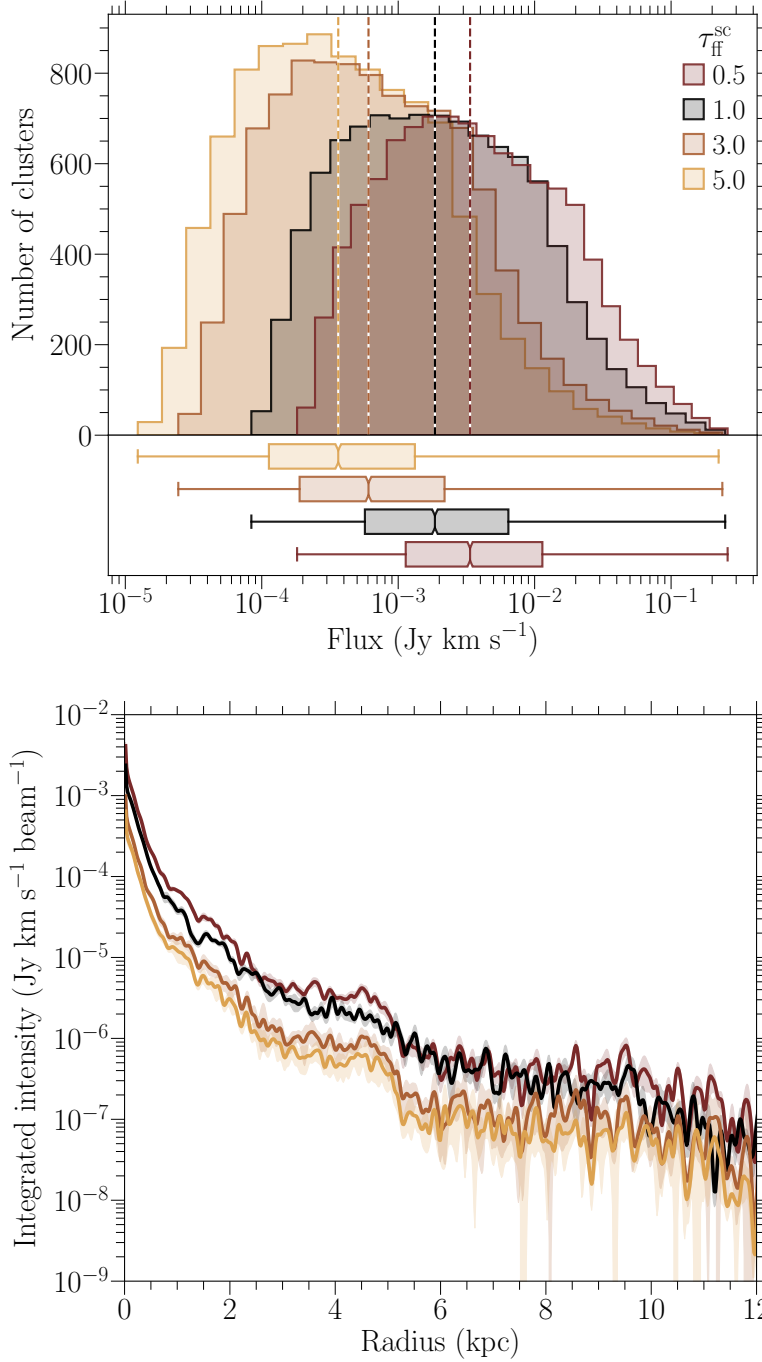 τ_ff^sc
0.5
1.0
3.0
5.0
Number of clusters
800
600
400
200
0
10⁻⁵ 10⁻⁴ 10⁻³ 10⁻² 10⁻¹
Flux (Jy km s⁻¹)
Integrated intensity (Jy km s⁻¹ beam⁻¹)
10⁻²
10⁻³
10⁻⁴
10⁻⁵
10⁻⁶
10⁻⁷
10⁻⁸
10⁻⁹
0 2 4 6 8 10 12
Radius (kpc)